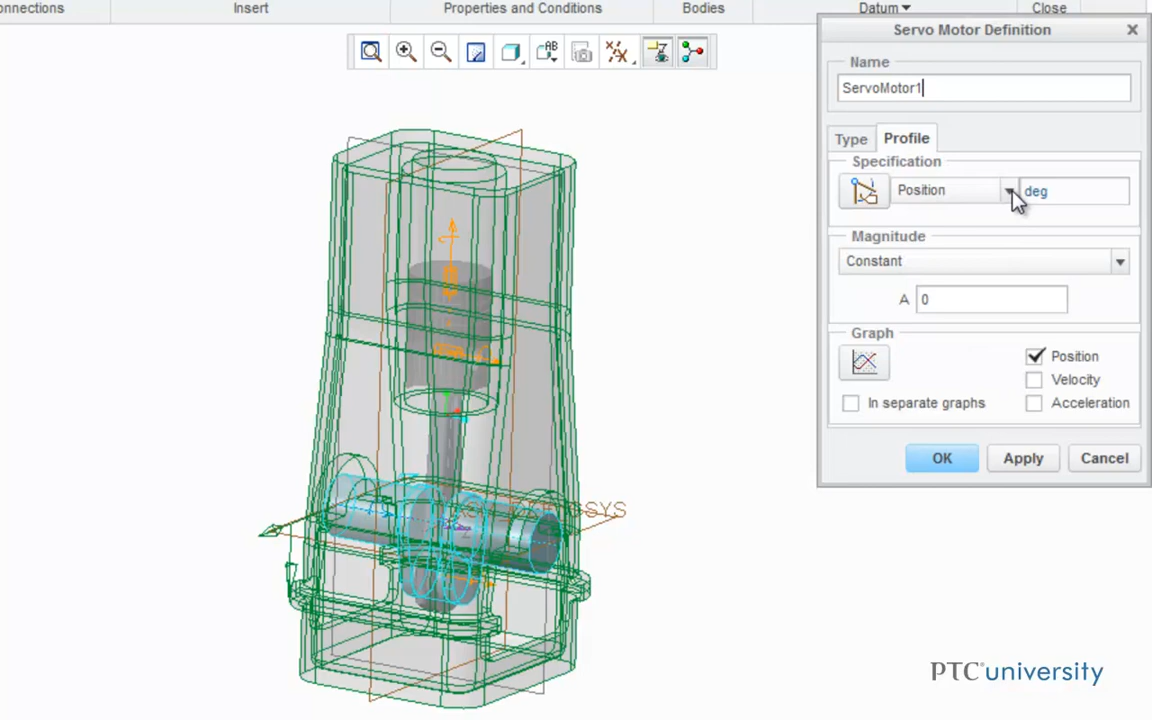 onnections Insert Properties and Conditions Bodies Datum Close
Servo Motor Definition
Name
ServoMotor1
Type Profile
Specification
Position deg
Magnitude
Constant
A 0
Graph
Position
Velocity
In separate graphs Acceleration
OK Apply Cancel
PTC university